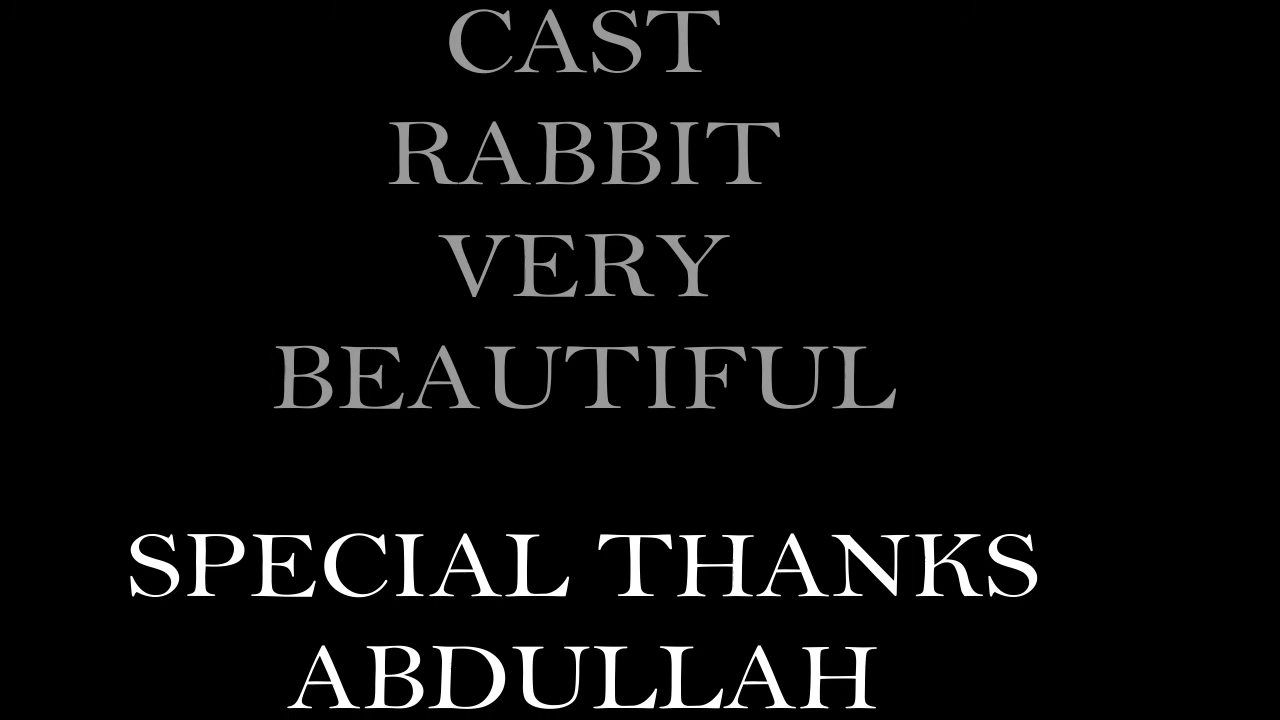 CAST
RABBIT
VERY
BEAUTIFUL
SPECIAL THANKS
ABDULLAH